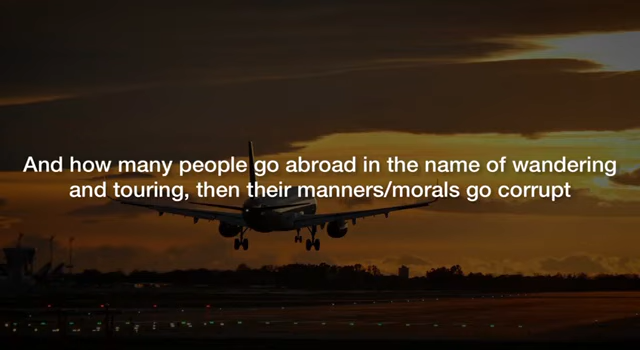 And how many people go abroad in the name of wandering
and touring, then their manners/morals go corrupt